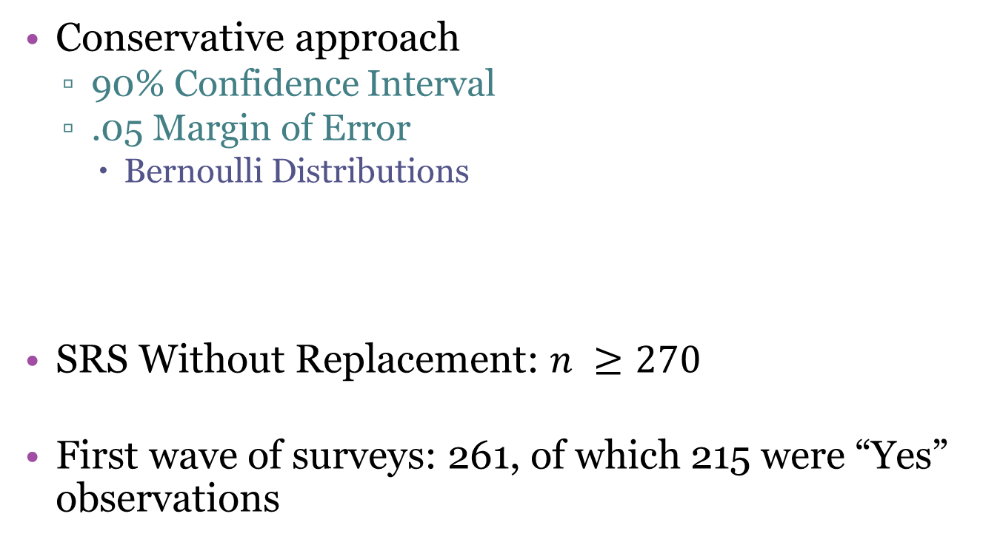 • Conservative approach
▫ 90% Confidence Interval
▫ .05 Margin of Error
• Bernoulli Distributions
• SRS Without Replacement: n ≥ 270
• First wave of surveys: 261, of which 215 were “Yes”
observations